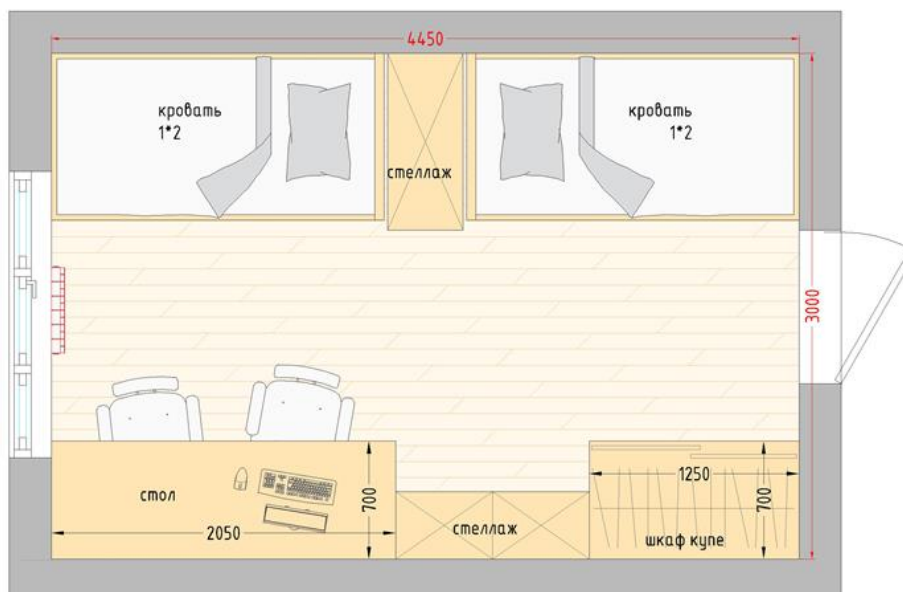 4450
кровать
1*2
кровать
1*2
стеллаж
3000
стол
700
2050
стеллаж
1250
700
шкаф купе